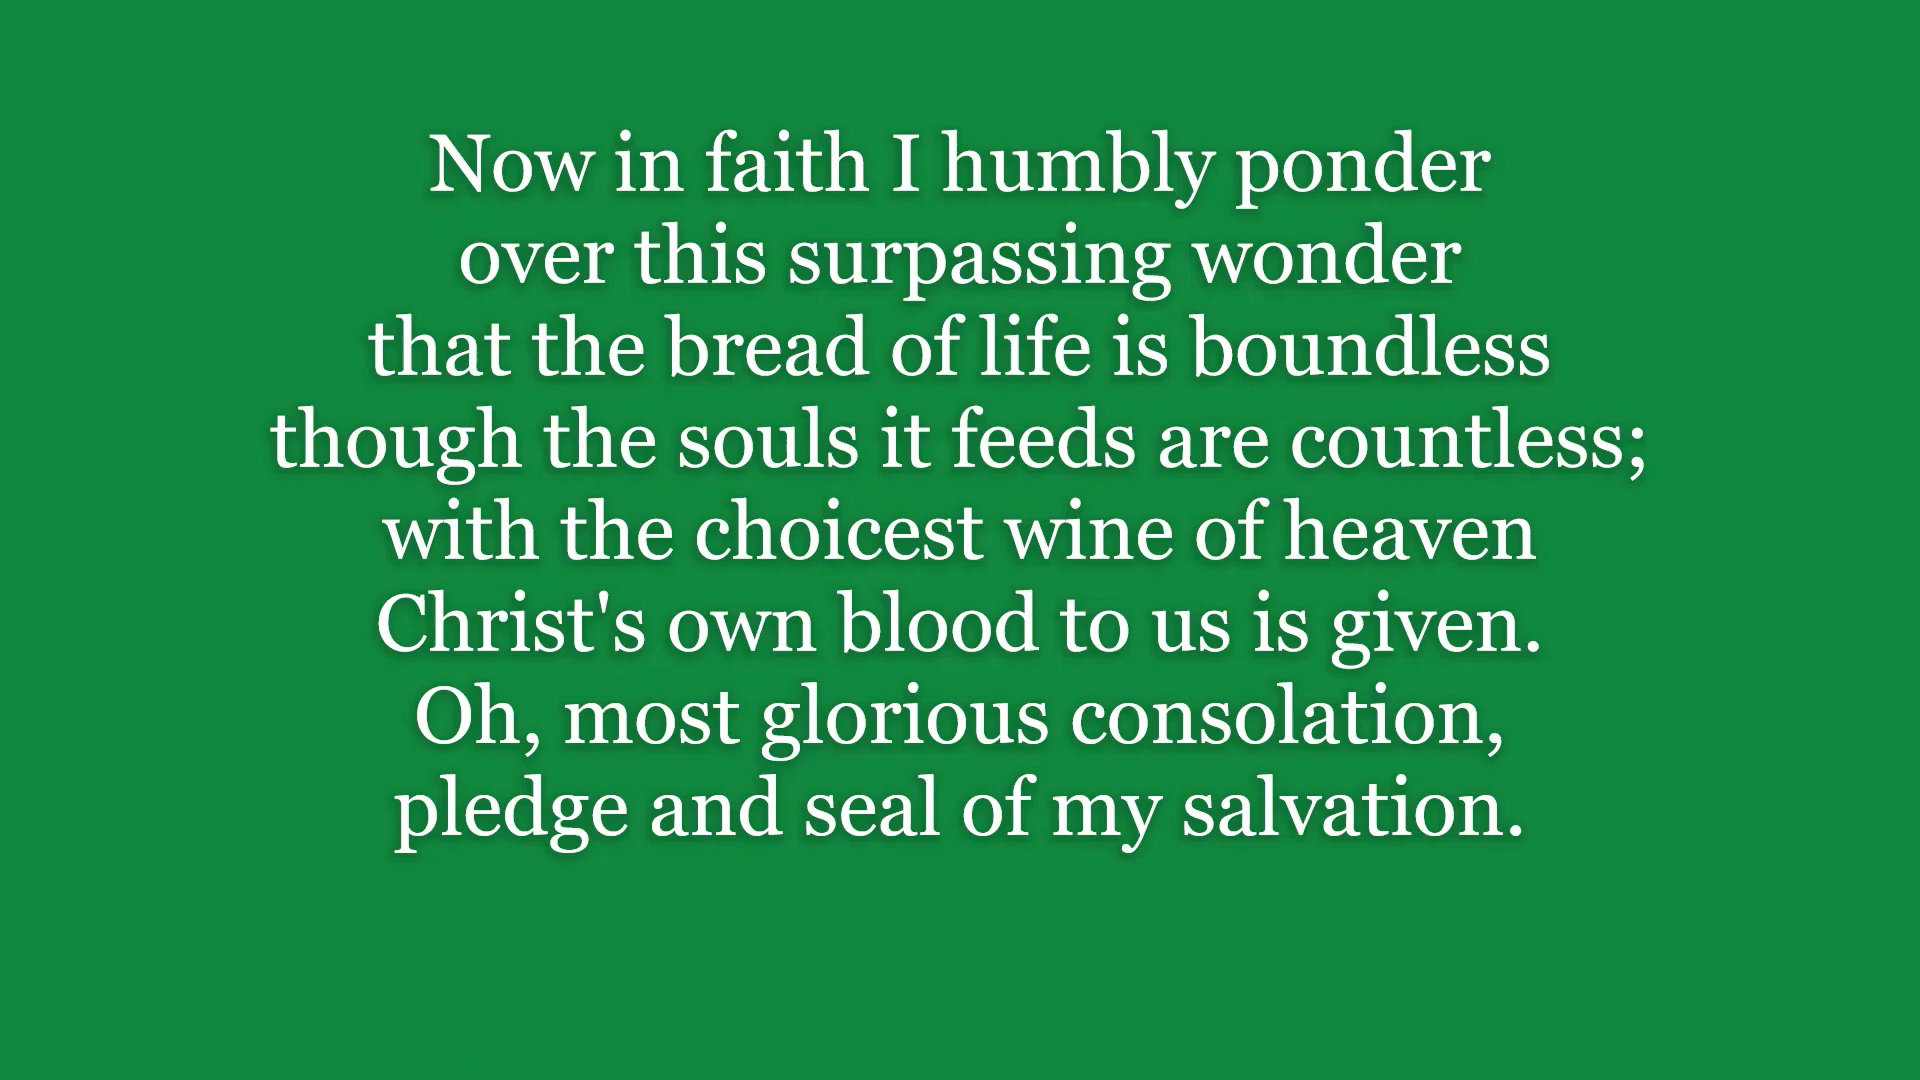 Now in faith I humbly ponder
over this surpassing wonder
that the bread of life is boundless
though the souls it feeds are countless;
with the choicest wine of heaven
Christ's own blood to us is given.
Oh, most glorious consolation,
pledge and seal of my salvation.